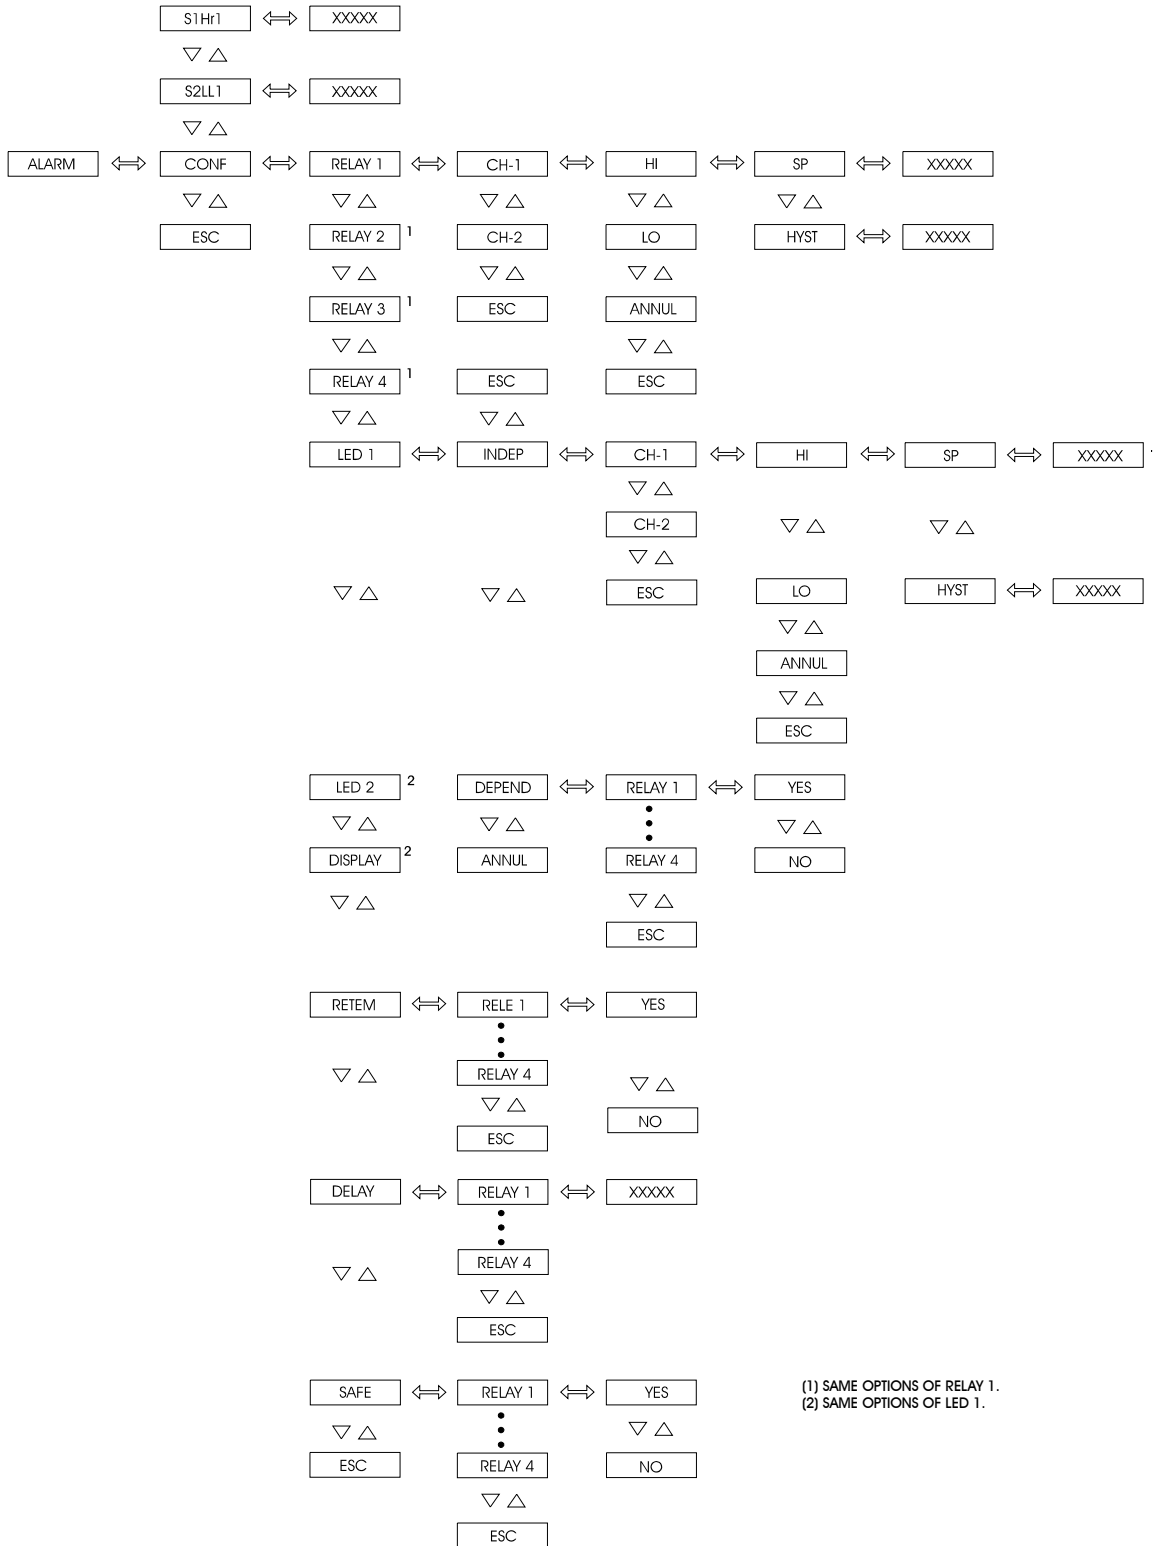 S1Hr1 XXXXX
S2LL1 XXXXX
ALARM CONF RELAY 1 CH-1 HI SP XXXXX
ESC RELAY 2 1 CH-2 LO HYST XXXXX
RELAY 3 1 ESC ANNUL
RELAY 4 1 ESC ESC
LED 1 INDEP CH-1 HI SP XXXXX
CH-2
ESC LO HYST XXXXX
ANNUL
ESC
LED 2 2 DEPEND RELAY 1 YES
DISPLAY 2 ANNUL RELAY 4 NO
ESC
RETEM RELE 1 YES
RELAY 4
NO
ESC
DELAY RELAY 1 XXXXX
RELAY 4
ESC
SAFE RELAY 1 YES
(1) SAME OPTIONS OF RELAY 1.
(2) SAME OPTIONS OF LED 1.
ESC RELAY 4 NO
ESC